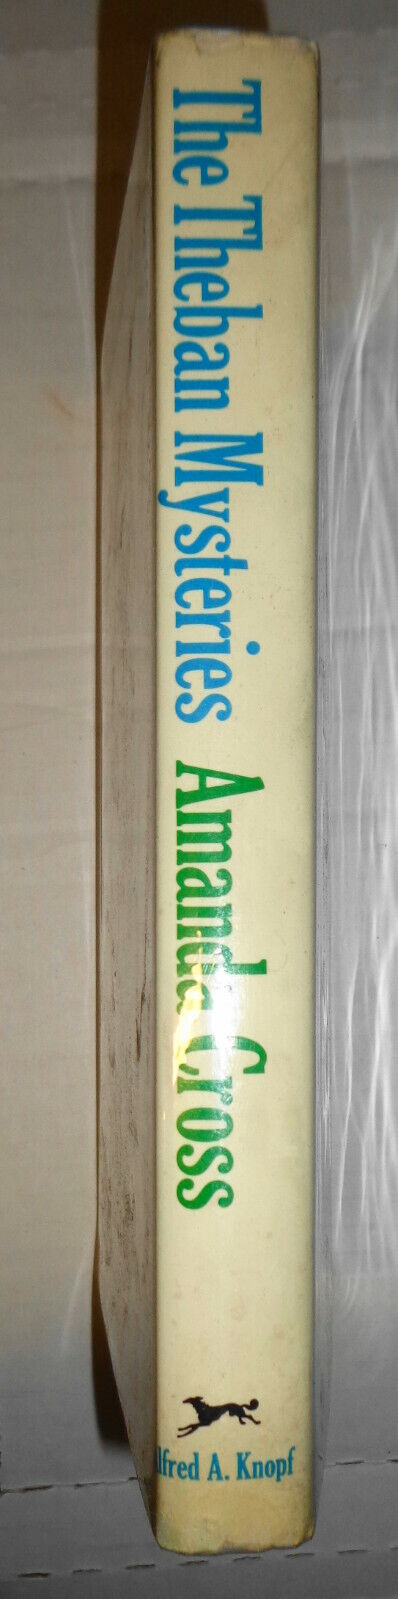 The Theban Mysteries Amanda Cross
lfred A. Knopf